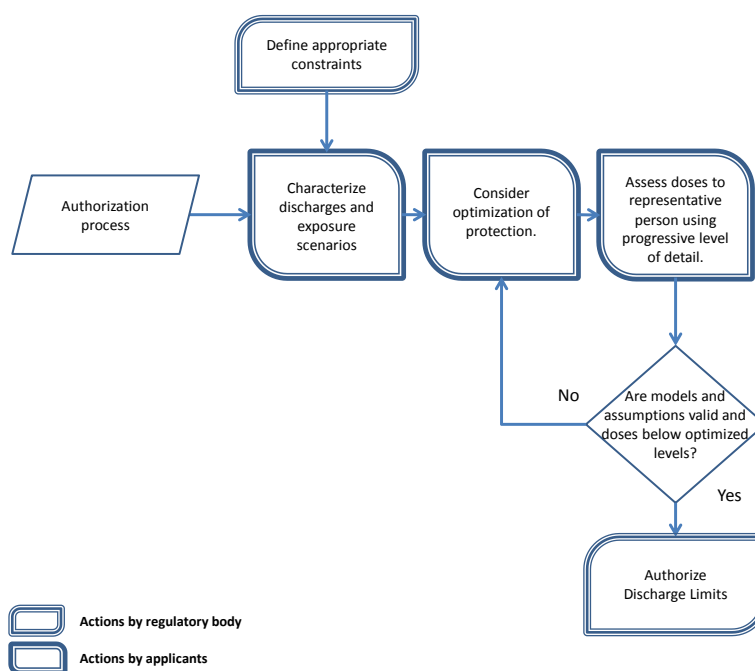 Define appropriate
constraints
Authorization
process
Characterize
discharges and
exposure
scenarios
Consider
optimization of
protection.
Assess doses to
representative
person using
progressive level
of detail.
No
Are models and
assumptions valid and
doses below optimized
levels?
Yes
Authorize
Discharge Limits
Actions by regulatory body
Actions by applicants